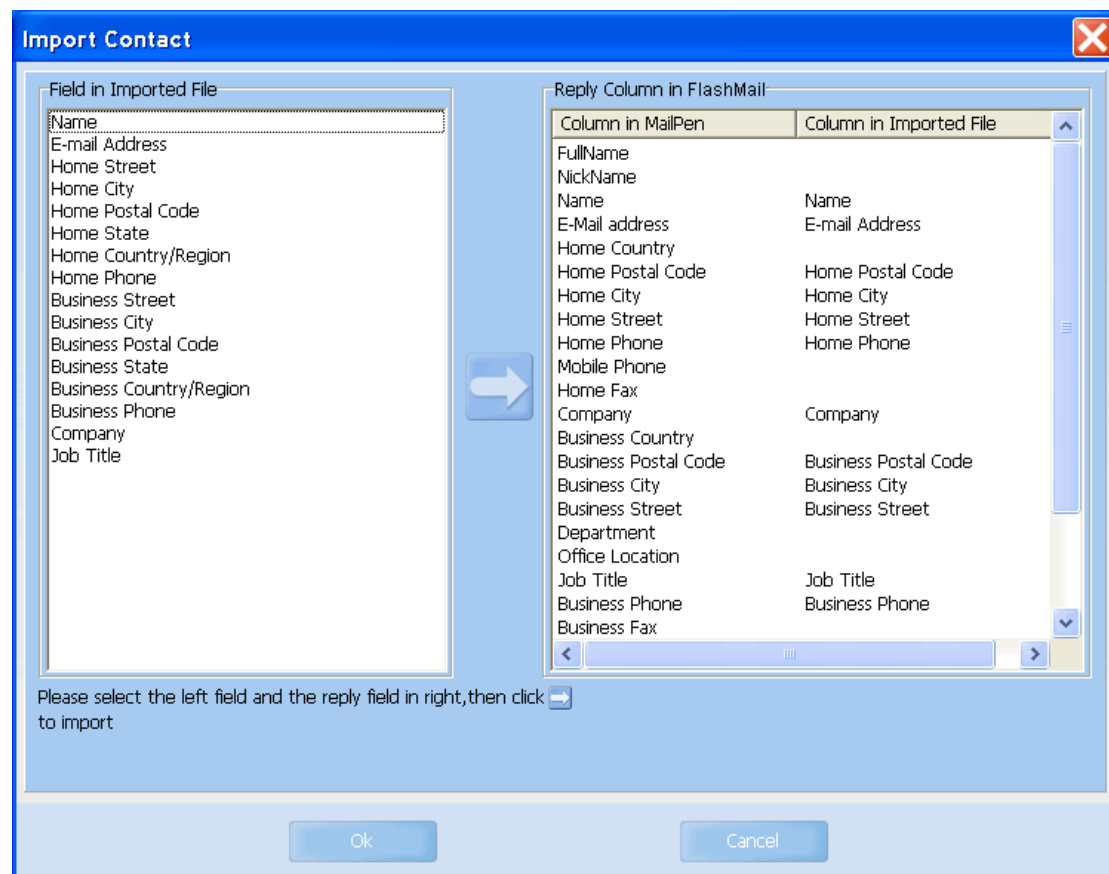 Import Contact
Field in Imported File
Name
E-mail Address
Home Street
Home City
Home Postal Code
Home State
Home Country/Region
Home Phone
Business Street
Business City
Business Postal Code
Business State
Business Country/Region
Business Phone
Company
Job Title
Reply Column in FlashMail
Column in MailPen Column in Imported File
FullName
NickName
Name Name
E-Mail address E-mail Address
Home Country
Home Postal Code Home Postal Code
Home City Home City
Home Street Home Street
Home Phone Home Phone
Mobile Phone
Home Fax
Company Company
Business Country
Business Postal Code Business Postal Code
Business City Business City
Business Street Business Street
Department
Office Location
Job Title Job Title
Business Phone Business Phone
Business Fax
Please select the left field and the reply field in right,then click
to import
Ok Cancel